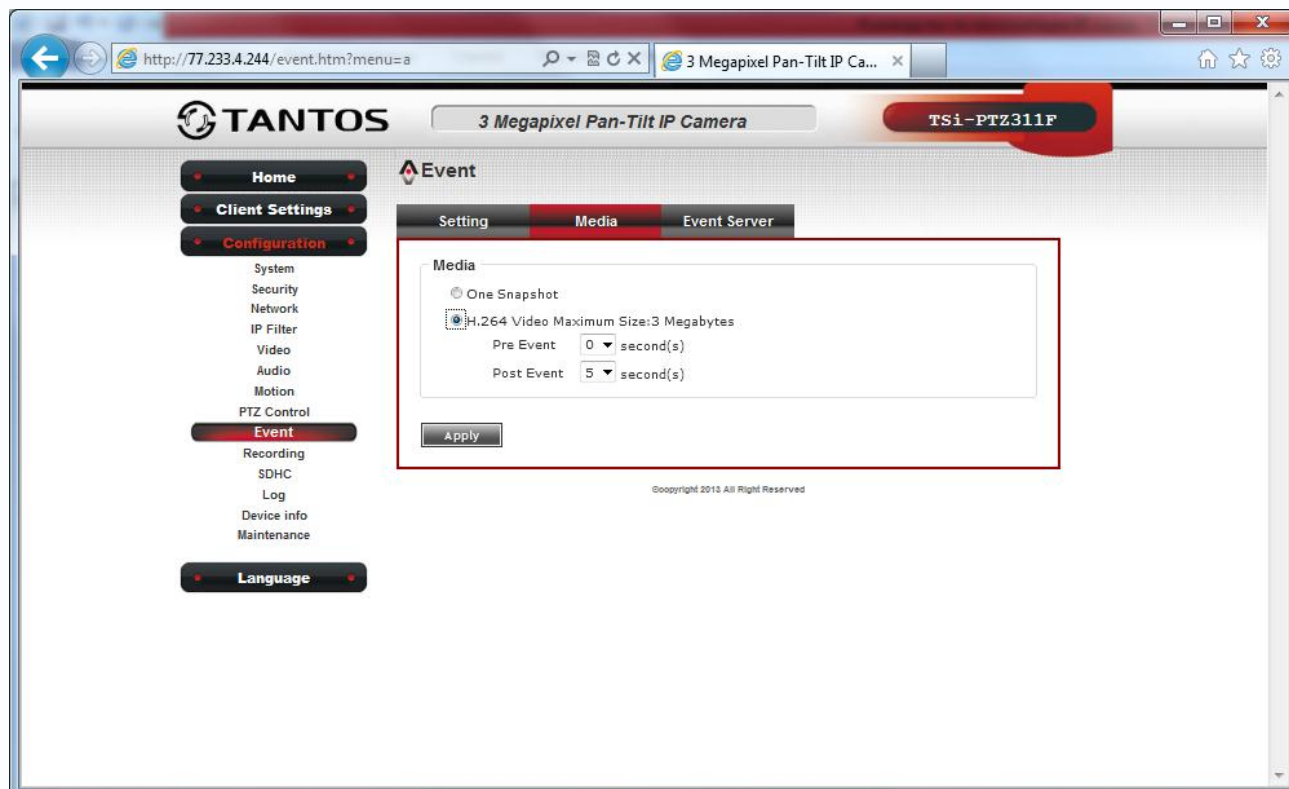 http://77.233.4.244/event.htm?menu=a
3 Megapixel Pan-Tilt IP Ca...
TANTOS
3 Megapixel Pan-Tilt IP Camera
TSi-PTZ311F
Home
Client Settings
Configuration
System
Security
Network
IP Filter
Video
Audio
Motion
PTZ Control
Event
Recording
SDHC
Log
Device info
Maintenance
Language
Event
Setting Media Event Server
Media
One Snapshot
H.264 Video Maximum Size:3 Megabytes
Pre Event 0 second(s)
Post Event 5 second(s)
Apply
©oopyright 2013 All Right Reserved